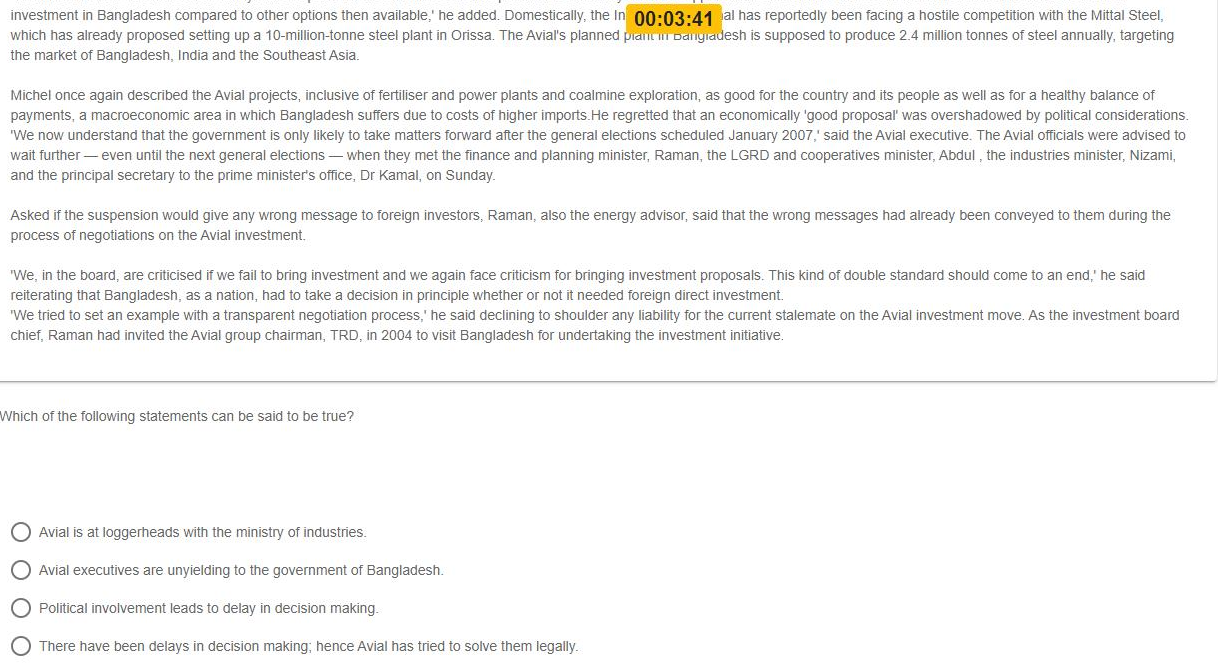 investment in Bangladesh compared to other options then available,' he added. Domestically, the In 00:03:41 al has reportedly been facing a hostile competition with the Mittal Steel,
which has already proposed setting up a 10-million-tonne steel plant in Orissa. The Avial's planned plant in Bangladesh is supposed to produce 2.4 million tonnes of steel annually, targeting
the market of Bangladesh, India and the Southeast Asia.
Michel once again described the Avial projects, inclusive of fertiliser and power plants and coalmine exploration, as good for the country and its people as well as for a healthy balance of
payments, a macroeconomic area in which Bangladesh suffers due to costs of higher imports.He regretted that an economically 'good proposal' was overshadowed by political considerations.
'We now understand that the government is only likely to take matters forward after the general elections scheduled January 2007,' said the Avial executive. The Avial officials were advised to
wait further — even until the next general elections — when they met the finance and planning minister, Raman, the LGRD and cooperatives minister, Abdul , the industries minister, Nizami,
and the principal secretary to the prime minister's office, Dr Kamal, on Sunday.
Asked if the suspension would give any wrong message to foreign investors, Raman, also the energy advisor, said that the wrong messages had already been conveyed to them during the
process of negotiations on the Avial investment.
'We, in the board, are criticised if we fail to bring investment and we again face criticism for bringing investment proposals. This kind of double standard should come to an end,' he said
reiterating that Bangladesh, as a nation, had to take a decision in principle whether or not it needed foreign direct investment.
'We tried to set an example with a transparent negotiation process,' he said declining to shoulder any liability for the current stalemate on the Avial investment move. As the investment board
chief, Raman had invited the Avial group chairman, TRD, in 2004 to visit Bangladesh for undertaking the investment initiative.
Which of the following statements can be said to be true?
Avial is at loggerheads with the ministry of industries.
Avial executives are unyielding to the government of Bangladesh.
Political involvement leads to delay in decision making.
There have been delays in decision making; hence Avial has tried to solve them legally.